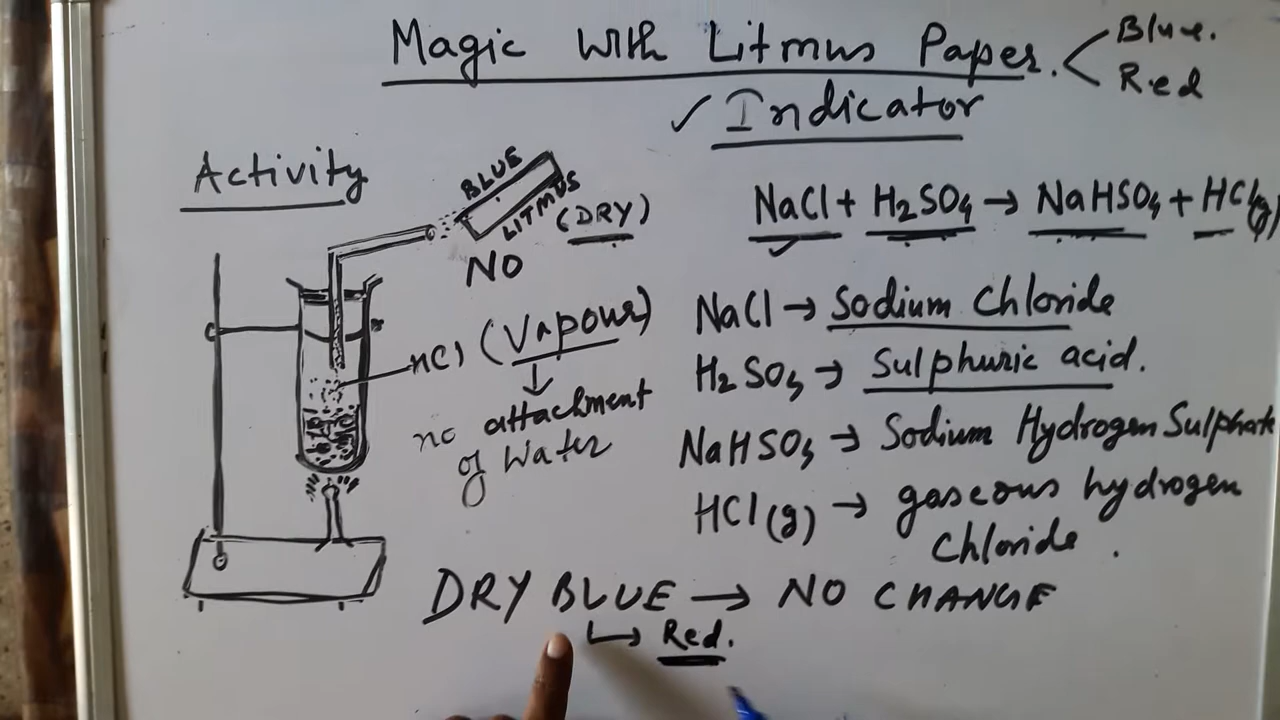 Magic With Litmus Paper.
Blue.
Red
✓ Indicator
Activity
BLUE
LITMUS
(DRY)
NO
NaCl + H2SO4 → NaHSO4 + HCl(g)
HCl (Vapour)
↓
no attachment
of Water
NaCl → Sodium Chloride
H2SO4 → Sulphuric acid.
NaHSO4 → Sodium Hydrogen Sulphate
HCl(g) → gaseous hydrogen
Chloride.
DRY BLUE → NO CHANGE
↳ Red.